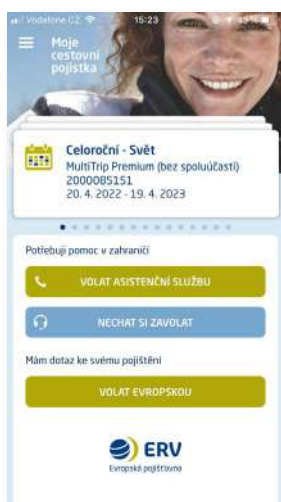 Vodafone CZ 15:23
Moje
cestovní
pojistka
Celoroční - Svět
MultiTrip Premium (bez spoluúčasti)
2000085151
20. 4. 2022 - 19. 4. 2023
Potřebuji pomoc v zahraničí
VOLAT ASISTENČNÍ SLUŽBU
NECHAT SI ZAVOLAT
Mám dotaz ke svému pojištění
VOLAT EVROPSKOU
ERV
Evropská pojišťovna